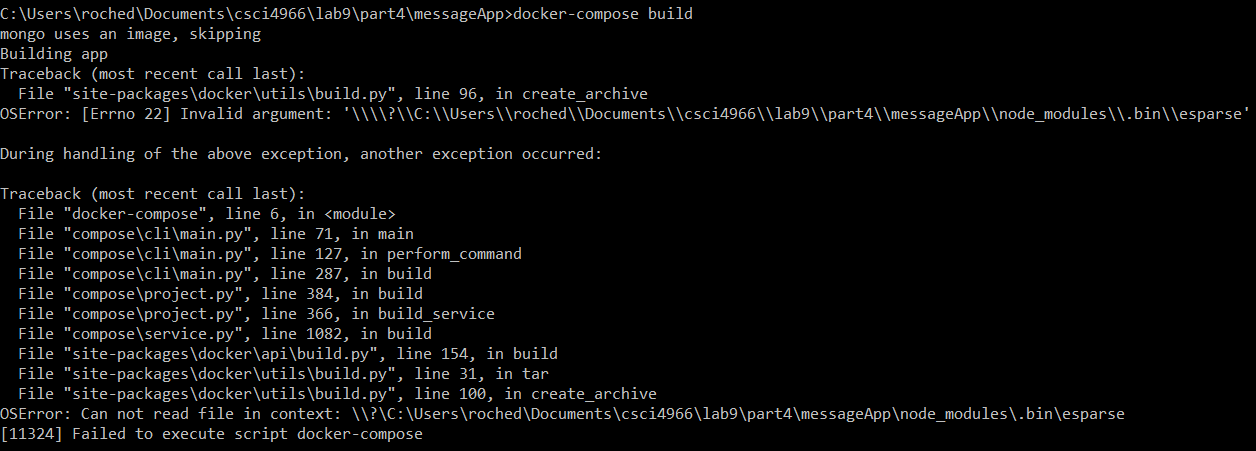 C:\Users\roched\Documents\csci4966\lab9\part4\messageApp>docker-compose build
mongo uses an image, skipping
Building app
Traceback (most recent call last):
  File "site-packages\docker\utils\build.py", line 96, in create_archive
OSError: [Errno 22] Invalid argument: '\\\\?\\C:\\Users\\roched\\Documents\\csci4966\\lab9\\part4\\messageApp\\node_modules\\.bin\\esparse'

During handling of the above exception, another exception occurred:

Traceback (most recent call last):
  File "docker-compose", line 6, in <module>
  File "compose\cli\main.py", line 71, in main
  File "compose\cli\main.py", line 127, in perform_command
  File "compose\cli\main.py", line 287, in build
  File "compose\project.py", line 384, in build
  File "compose\project.py", line 366, in build_service
  File "compose\service.py", line 1082, in build
  File "site-packages\docker\api\build.py", line 154, in build
  File "site-packages\docker\utils\build.py", line 31, in tar
  File "site-packages\docker\utils\build.py", line 100, in create_archive
OSError: Can not read file in context: \\?\C:\Users\roched\Documents\csci4966\lab9\part4\messageApp\node_modules\.bin\esparse
[11324] Failed to execute script docker-compose